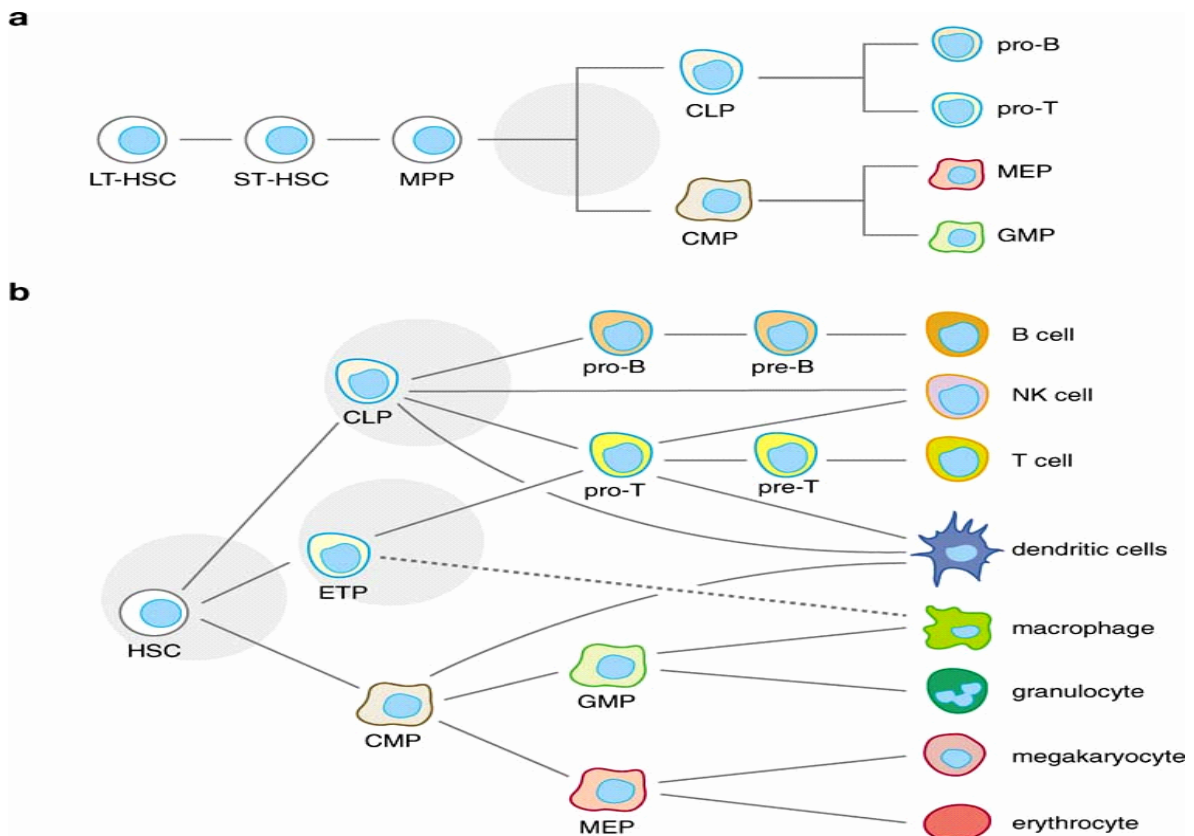 a
pro-B
CLP
pro-T
LT-HSC
ST-HSC
MPP
MEP
CMP
GMP
b
B cell
pro-B
pre-B
NK cell
CLP
T cell
pro-T
pre-T
dendritic cells
ETP
macrophage
HSC
GMP
granulocyte
CMP
megakaryocyte
MEP
erythrocyte